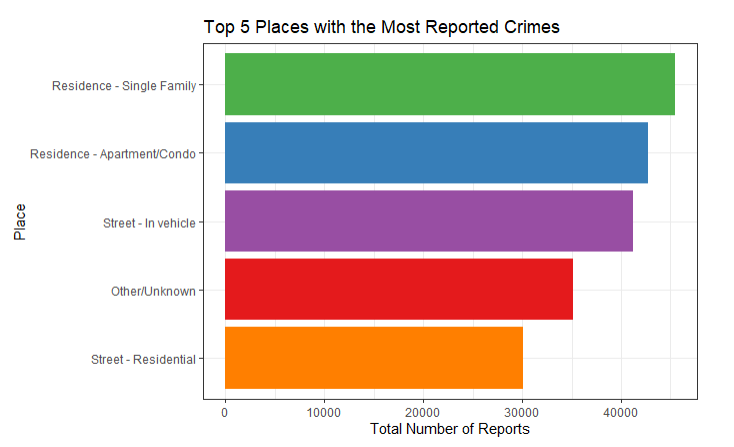 Top 5 Places with the Most Reported Crimes
Residence - Single Family
Residence - Apartment/Condo
Street - In vehicle
Other/Unknown
Street - Residential
Place
0 10000 20000 30000 40000
Total Number of Reports